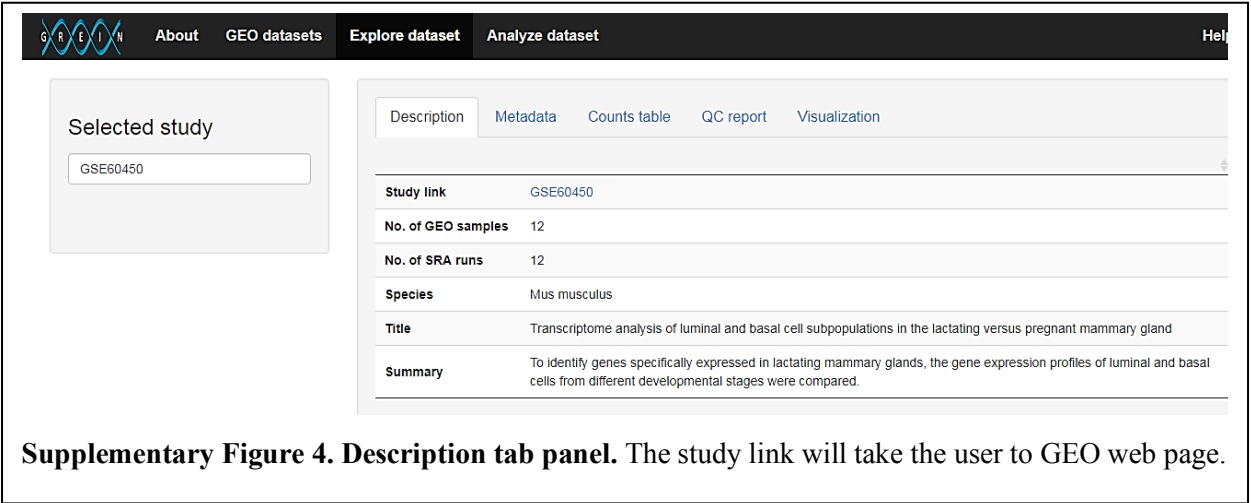 GREIN About GEO datasets Explore dataset Analyze dataset
Selected study
GSE60450
Description Metadata Counts table QC report Visualization
Study link GSE60450
No. of GEO samples 12
No. of SRA runs 12
Species Mus musculus
Title Transcriptome analysis of luminal and basal cell subpopulations in the lactating versus pregnant mammary gland
Summary To identify genes specifically expressed in lactating mammary glands, the gene expression profiles of luminal and basal
cells from different developmental stages were compared.
Supplementary Figure 4. Description tab panel. The study link will take the user to GEO web page.